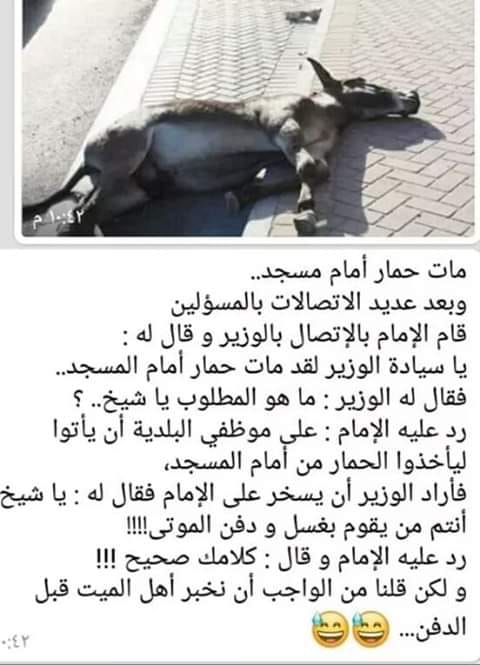 ١٠:٤٢ م
مات حمار أمام مسجد..
وبعد عديد الاتصالات بالمسؤلين
قام الإمام بالإتصال بالوزير و قال له :
يا سيادة الوزير لقد مات حمار أمام المسجد..
فقال له الوزير : ما هو المطلوب يا شيخ.. ؟
رد عليه الإمام : على موظفي البلدية أن يأتوا
ليأخذوا الحمار من أمام المسجد،
فأراد الوزير أن يسخر على الإمام فقال له : يا شيخ
أنتم من يقوم بغسل و دفن الموتى!!!!
رد عليه الإمام و قال : كلامك صحيح !!!
و لكن قلنا من الواجب أن نخبر أهل الميت قبل
الدفن... 😅😅
٠:٤٢